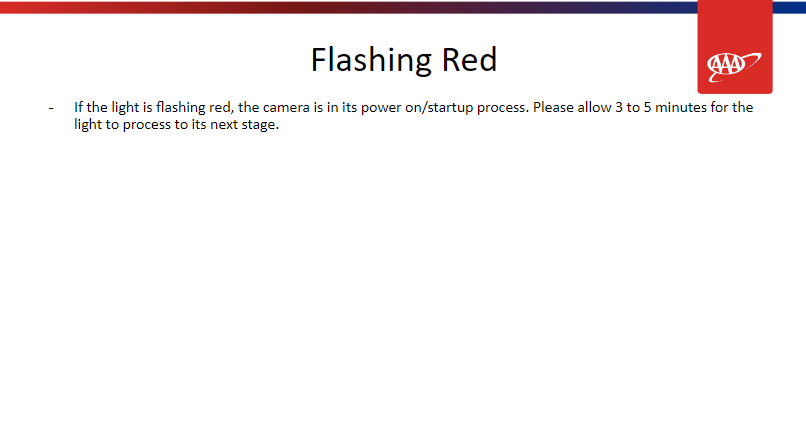 Flashing Red
AAA
- If the light is flashing red, the camera is in its power on/startup process. Please allow 3 to 5 minutes for the
light to process to its next stage.